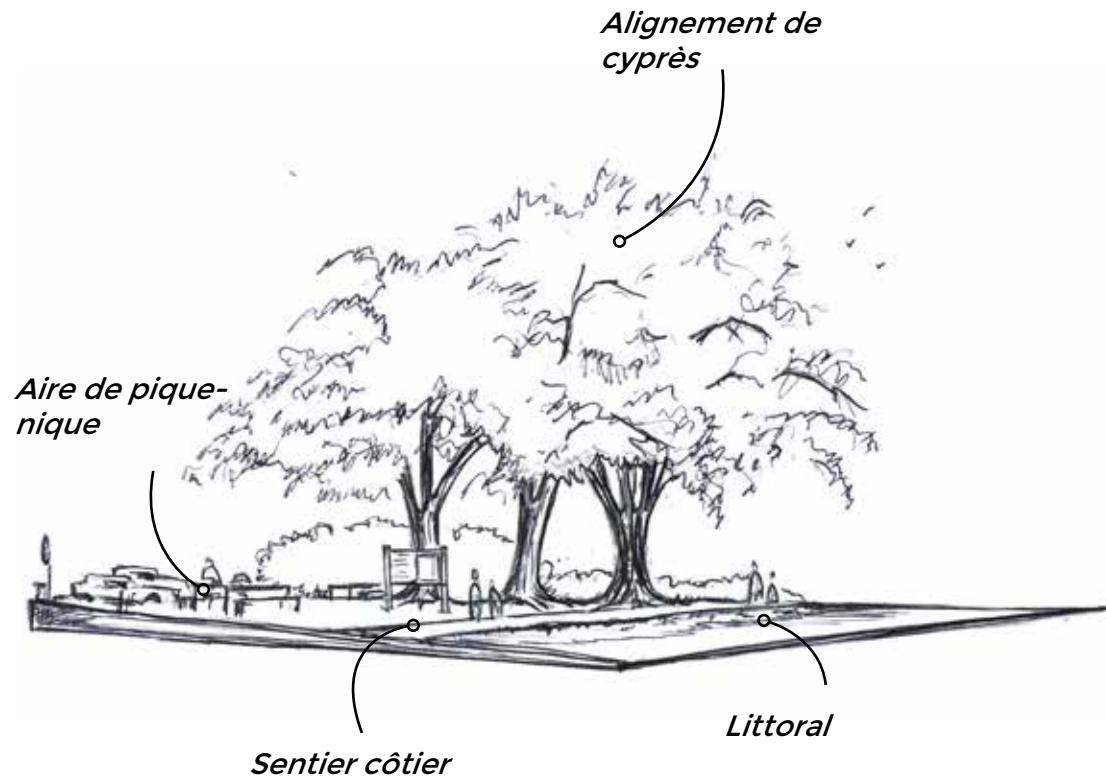 Alignement de
cyprès
Aire de pique-
nique
Littoral
Sentier côtier